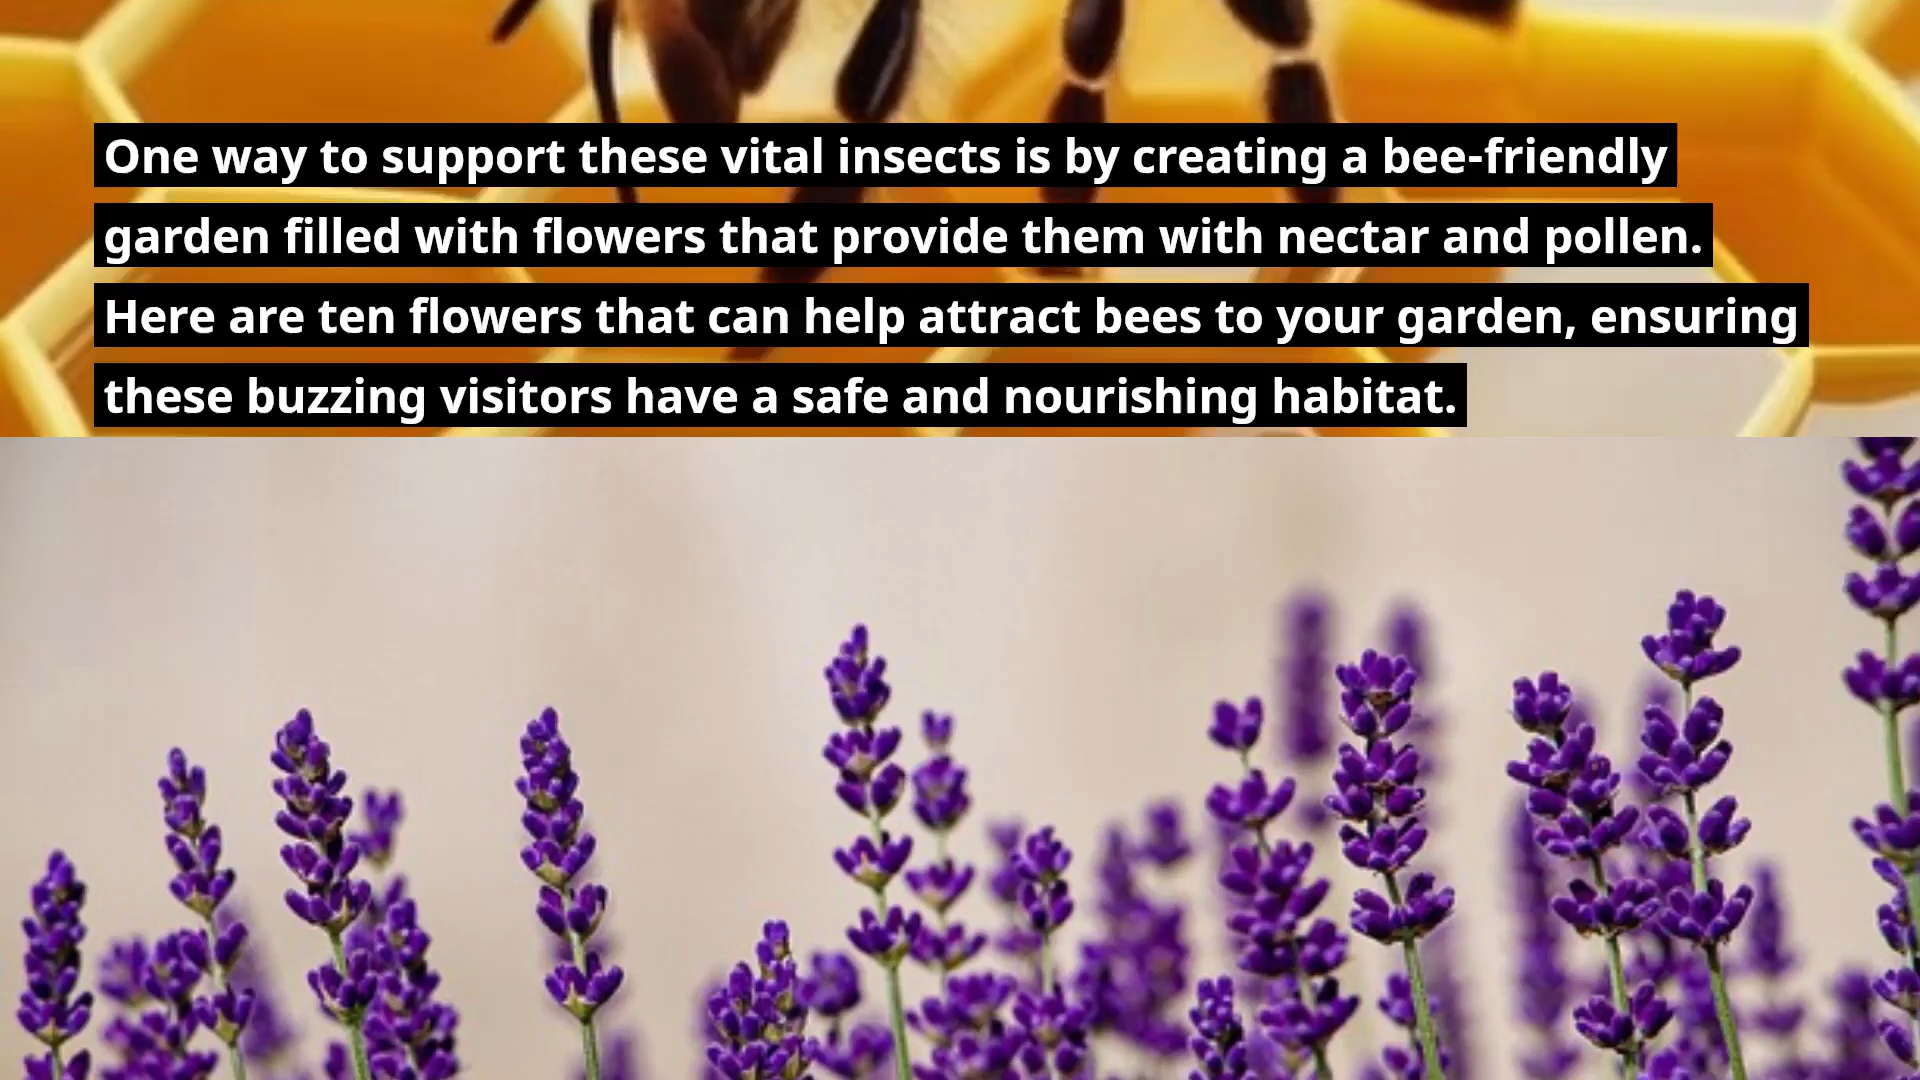 One way to support these vital insects is by creating a bee-friendly
garden filled with flowers that provide them with nectar and pollen.
Here are ten flowers that can help attract bees to your garden, ensuring
these buzzing visitors have a safe and nourishing habitat.